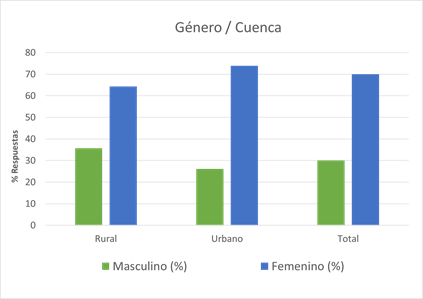 Género / Cuenca
% Respuestas
80
70
60
50
40
30
20
10
0
Rural Urbano Total
Masculino (%) Femenino (%)